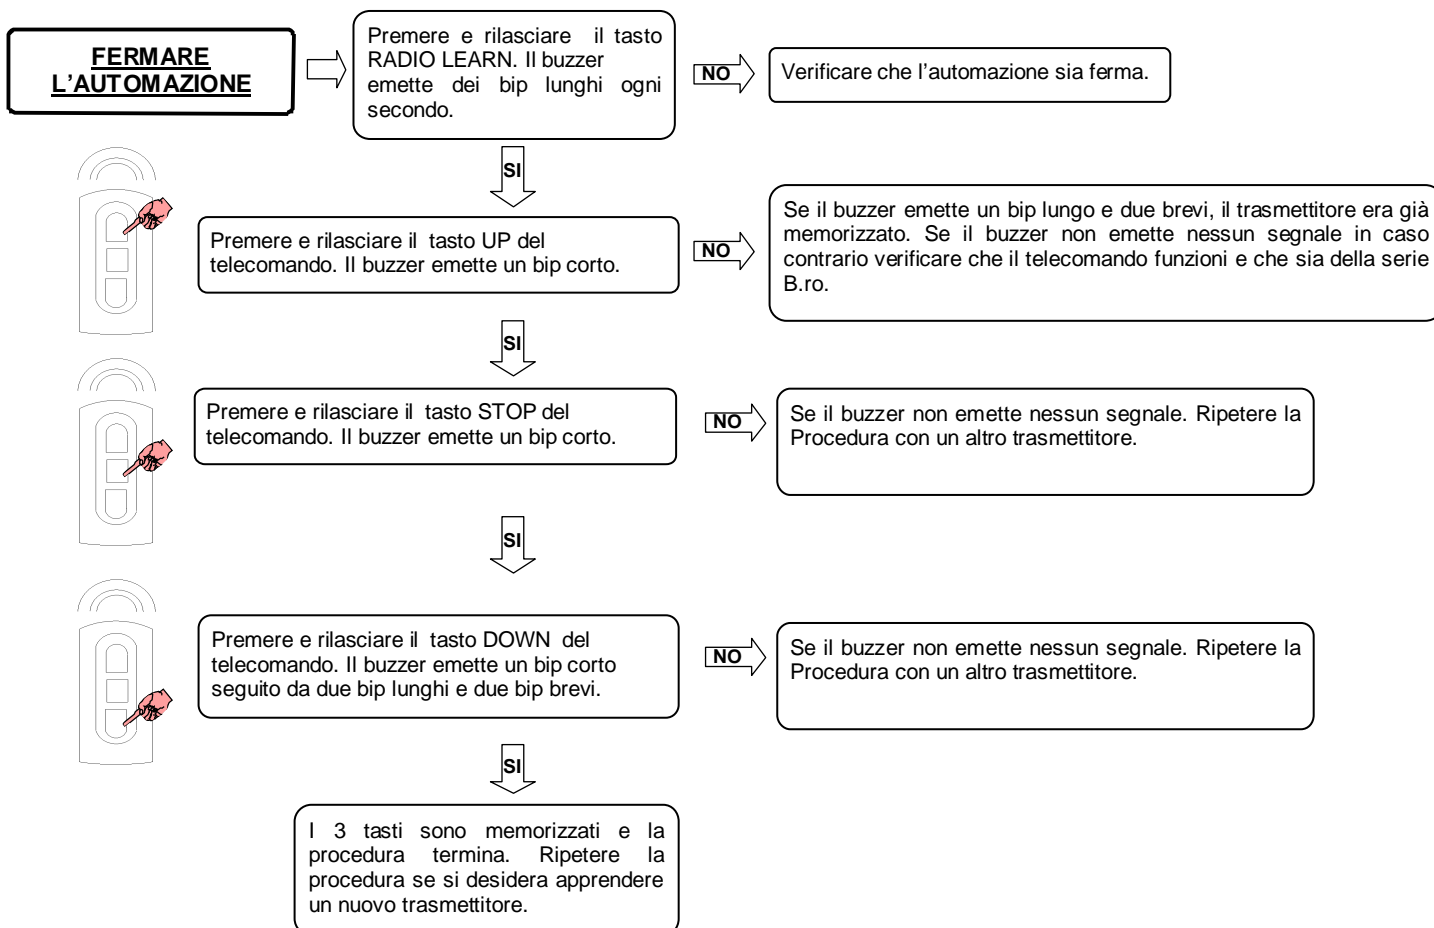 FERMARE
L'AUTOMAZIONE
Premere e rilasciare il tasto
RADIO LEARN. Il buzzer
emette dei bip lunghi ogni
secondo.
NO
Verificare che l'automazione sia ferma.
SI
Premere e rilasciare il tasto UP del
telecomando. Il buzzer emette un bip corto.
NO
Se il buzzer emette un bip lungo e due brevi, il trasmettitore era già
memorizzato. Se il buzzer non emette nessun segnale in caso
contrario verificare che il telecomando funzioni e che sia della serie
B.ro.
SI
Premere e rilasciare il tasto STOP del
telecomando. Il buzzer emette un bip corto.
NO
Se il buzzer non emette nessun segnale. Ripetere la
Procedura con un altro trasmettitore.
SI
Premere e rilasciare il tasto DOWN del
telecomando. Il buzzer emette un bip corto
seguito da due bip lunghi e due bip brevi.
NO
Se il buzzer non emette nessun segnale. Ripetere la
Procedura con un altro trasmettitore.
SI
I 3 tasti sono memorizzati e la
procedura termina. Ripetere la
procedura se si desidera apprendere
un nuovo trasmettitore.